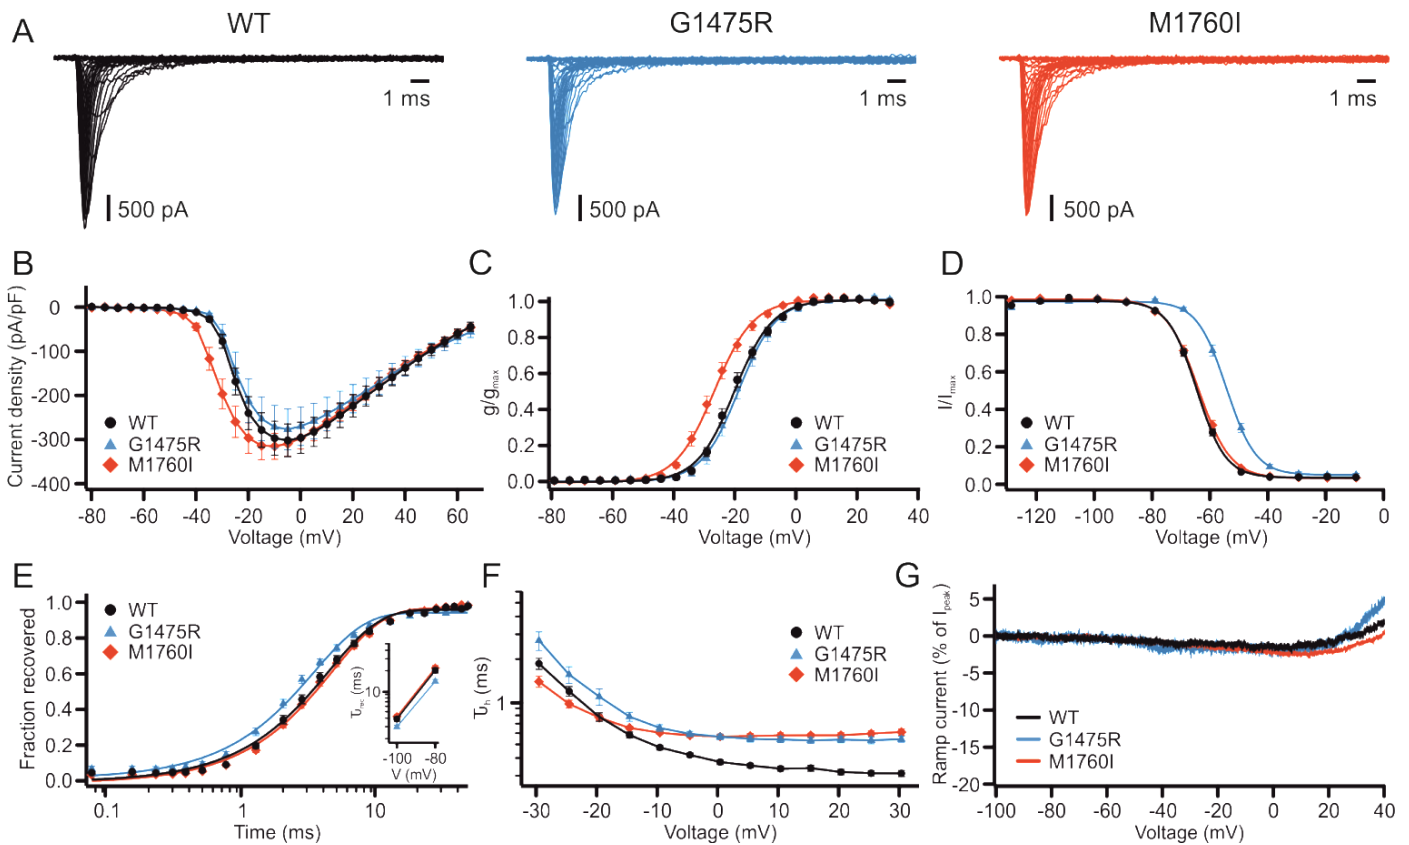 A
WT
G1475R
M1760I
1 ms
1 ms
1 ms
500 pA
500 pA
500 pA
B
Current density (pA/pF)
0
-100
-200
-300
-400
WT
G1475R
M1760I
-80 -60 -40 -20 0 20 40 60
Voltage (mV)
C
g/gmax
1.0
0.8
0.6
0.4
0.2
0.0
WT
G1475R
M1760I
-80 -60 -40 -20 0 20 40
Voltage (mV)
D
I/Imax
1.0
0.8
0.6
0.4
0.2
0.0
WT
G1475R
M1760I
-120 -100 -80 -60 -40 -20 0
Voltage (mV)
E
Fraction recovered
1.0
0.8
0.6
0.4
0.2
0.0
WT
G1475R
M1760I
τrec (ms)
10
-100 -80
V (mV)
0.1 1 10
Time (ms)
F
τh (ms)
1
WT
G1475R
M1760I
-30 -20 -10 0 10 20 30
Voltage (mV)
G
Ramp current (% of Ipeak)
5
0
-5
-10
-15
-20
WT
G1475R
M1760I
-100 -80 -60 -40 -20 0 20 40
Voltage (mV)